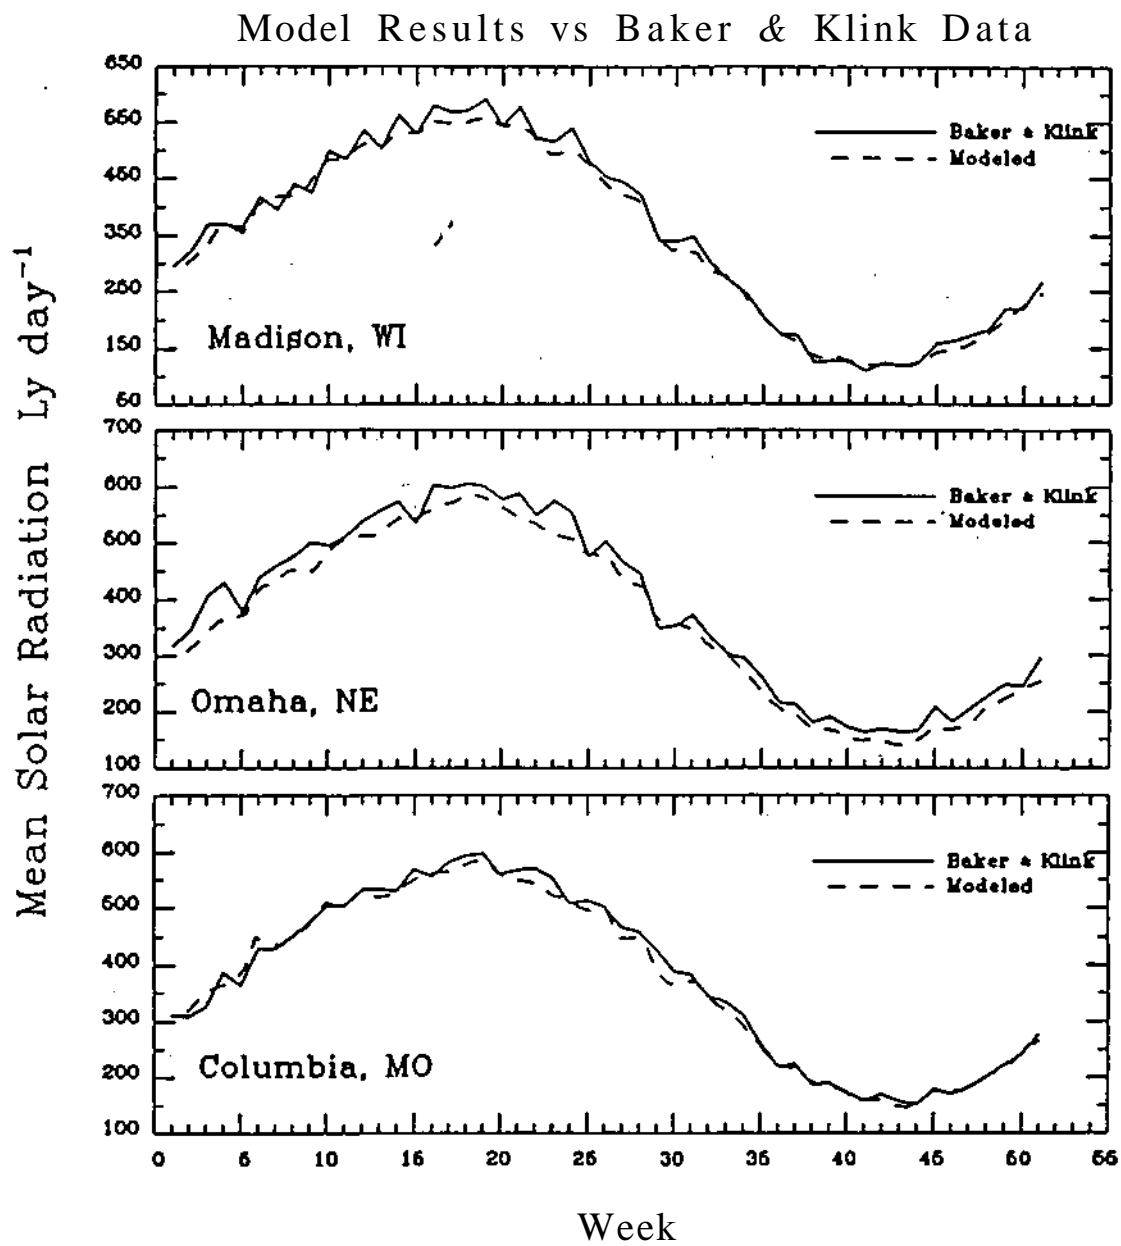 Model Results vs Baker & Klink Data
Mean Solar Radiation Ly day⁻¹
650
550
450
350
250
150
50
Baker & Klink
Modeled
Madison, WI
700
600
500
400
300
200
100
Baker & Klink
Modeled
Omaha, NE
700
600
500
400
300
200
100
Baker & Klink
Modeled
Columbia, MO
0 5 10 15 20 25 30 35 40 45 50 55
Week